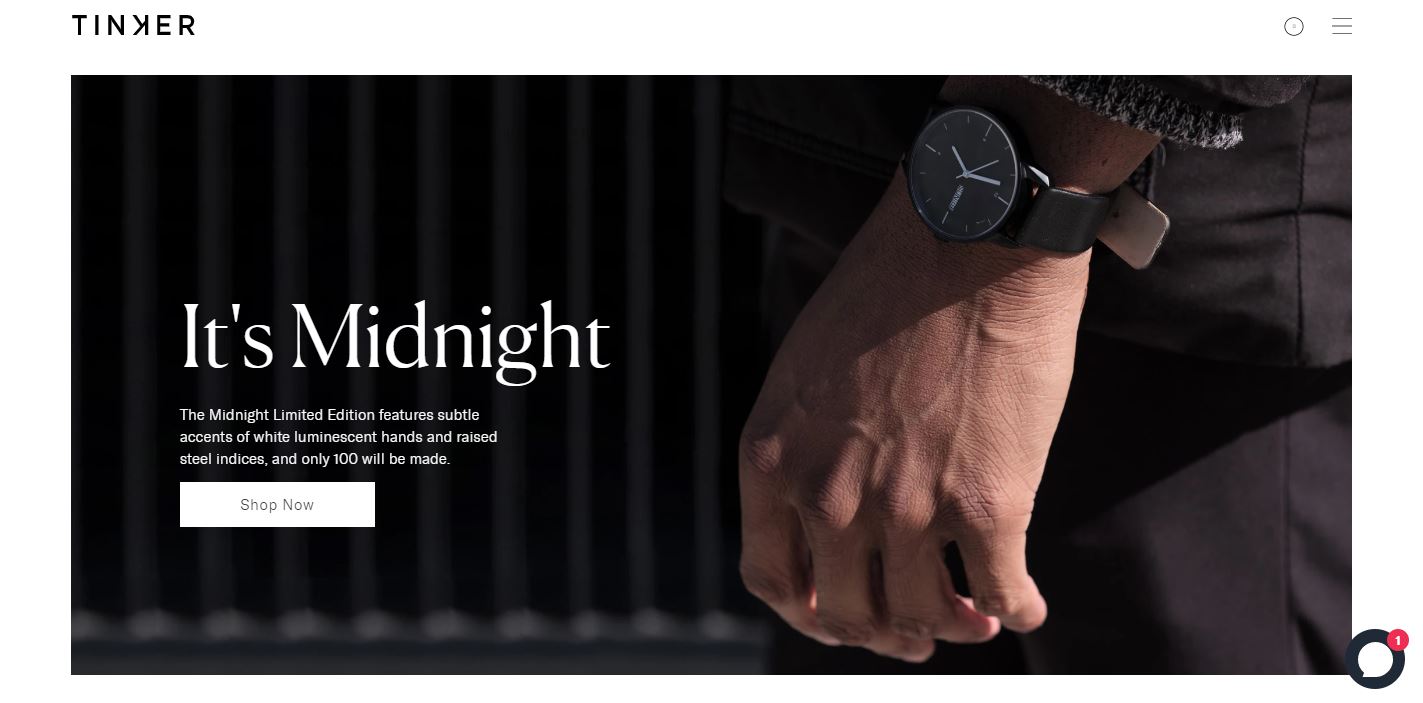 TINKER
It's Midnight
The Midnight Limited Edition features subtle
accents of white luminescent hands and raised
steel indices, and only 100 will be made.
Shop Now
1